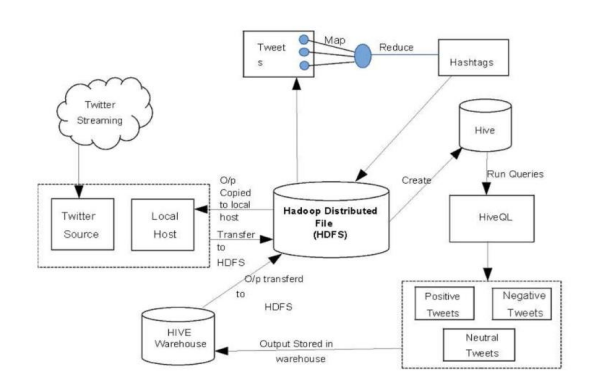 Tweet
s
Map
Reduce
Hashtags
Twitter
Streaming
Hive
O/p
Copied
to local
host
Create
Run Queries
Twitter
Source
Local
Host
Hadoop Distributed
File
(HDFS)
HiveQL
Transfer
to
HDFS
O/p transferd
to
HDFS
Positive
Tweets
Negative
Tweets
Neutral
Tweets
HIVE
Warehouse
Output Stored in
warehouse